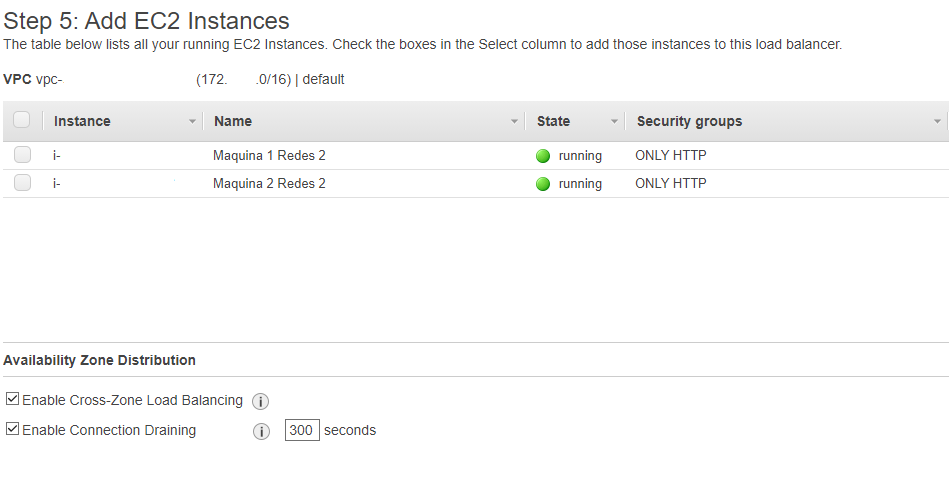 Step 5: Add EC2 Instances
The table below lists all your running EC2 Instances. Check the boxes in the Select column to add those instances to this load balancer.
VPC vpc- (172. .0/16) | default
Instance Name State Security groups
i- Maquina 1 Redes 2 running ONLY HTTP
i- Maquina 2 Redes 2 running ONLY HTTP
Availability Zone Distribution
Enable Cross-Zone Load Balancing i
Enable Connection Draining i 300 seconds